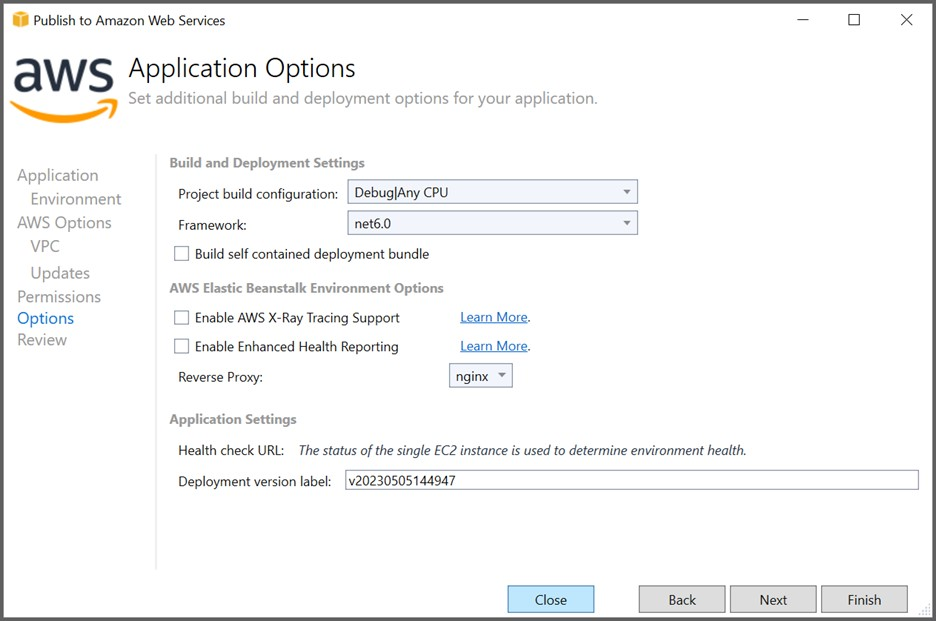 Publish to Amazon Web Services
aws
Application Options
Set additional build and deployment options for your application.
Application
Environment
AWS Options
VPC
Updates
Permissions
Options
Review
Build and Deployment Settings
Project build configuration: Debug|Any CPU
Framework: net6.0
Build self contained deployment bundle
AWS Elastic Beanstalk Environment Options
Enable AWS X-Ray Tracing Support Learn More.
Enable Enhanced Health Reporting Learn More.
Reverse Proxy: nginx
Application Settings
Health check URL: The status of the single EC2 instance is used to determine environment health.
Deployment version label: v20230505144947
Close Back Next Finish